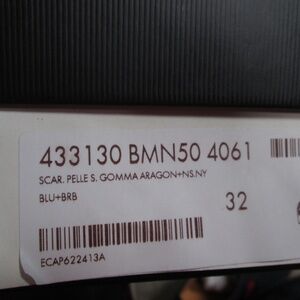 433130 BMN50 4061
SCAR. PELLE S. GOMMA ARAGON+NS.NY
BLU+BRB
32
ECAP622413A